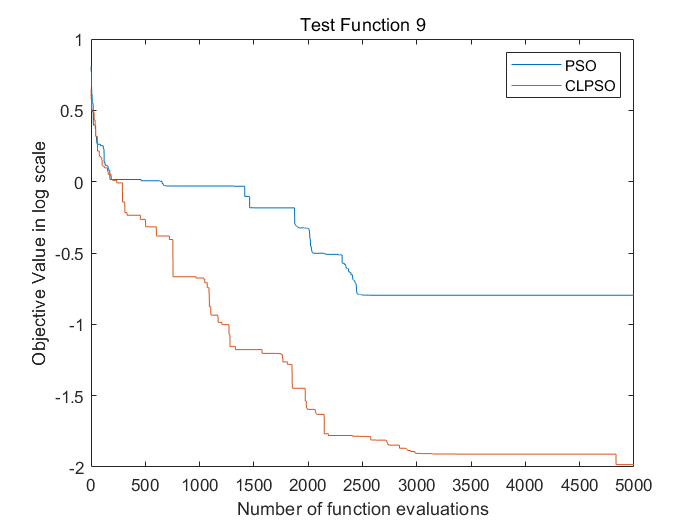 Test Function 9
PSO
CLPSO
Objective Value in log scale
1
0.5
0
-0.5
-1
-1.5
-2
0 500 1000 1500 2000 2500 3000 3500 4000 4500 5000
Number of function evaluations